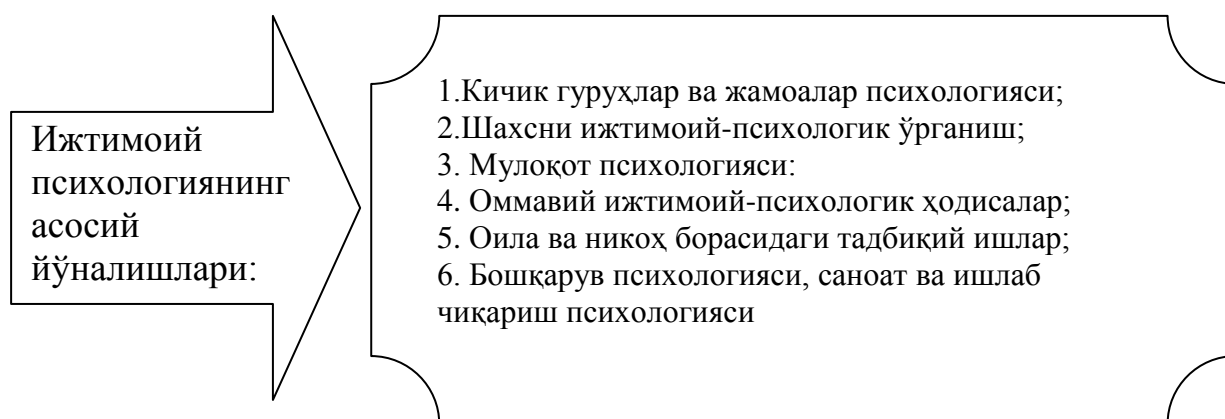 Ижтимоий
психологиянинг
асосий
йўналишлари:
1.Кичик гуруҳлар ва жамоалар психологияси;
2.Шахсни ижтимоий-психологик ўрганиш;
3. Мулоқот психологияси:
4. Оммавий ижтимоий-психологик ҳодисалар;
5. Оила ва никоҳ борасидаги тадбиқий ишлар;
6. Бошқарув психологияси, саноат ва ишлаб
чиқариш психологияси